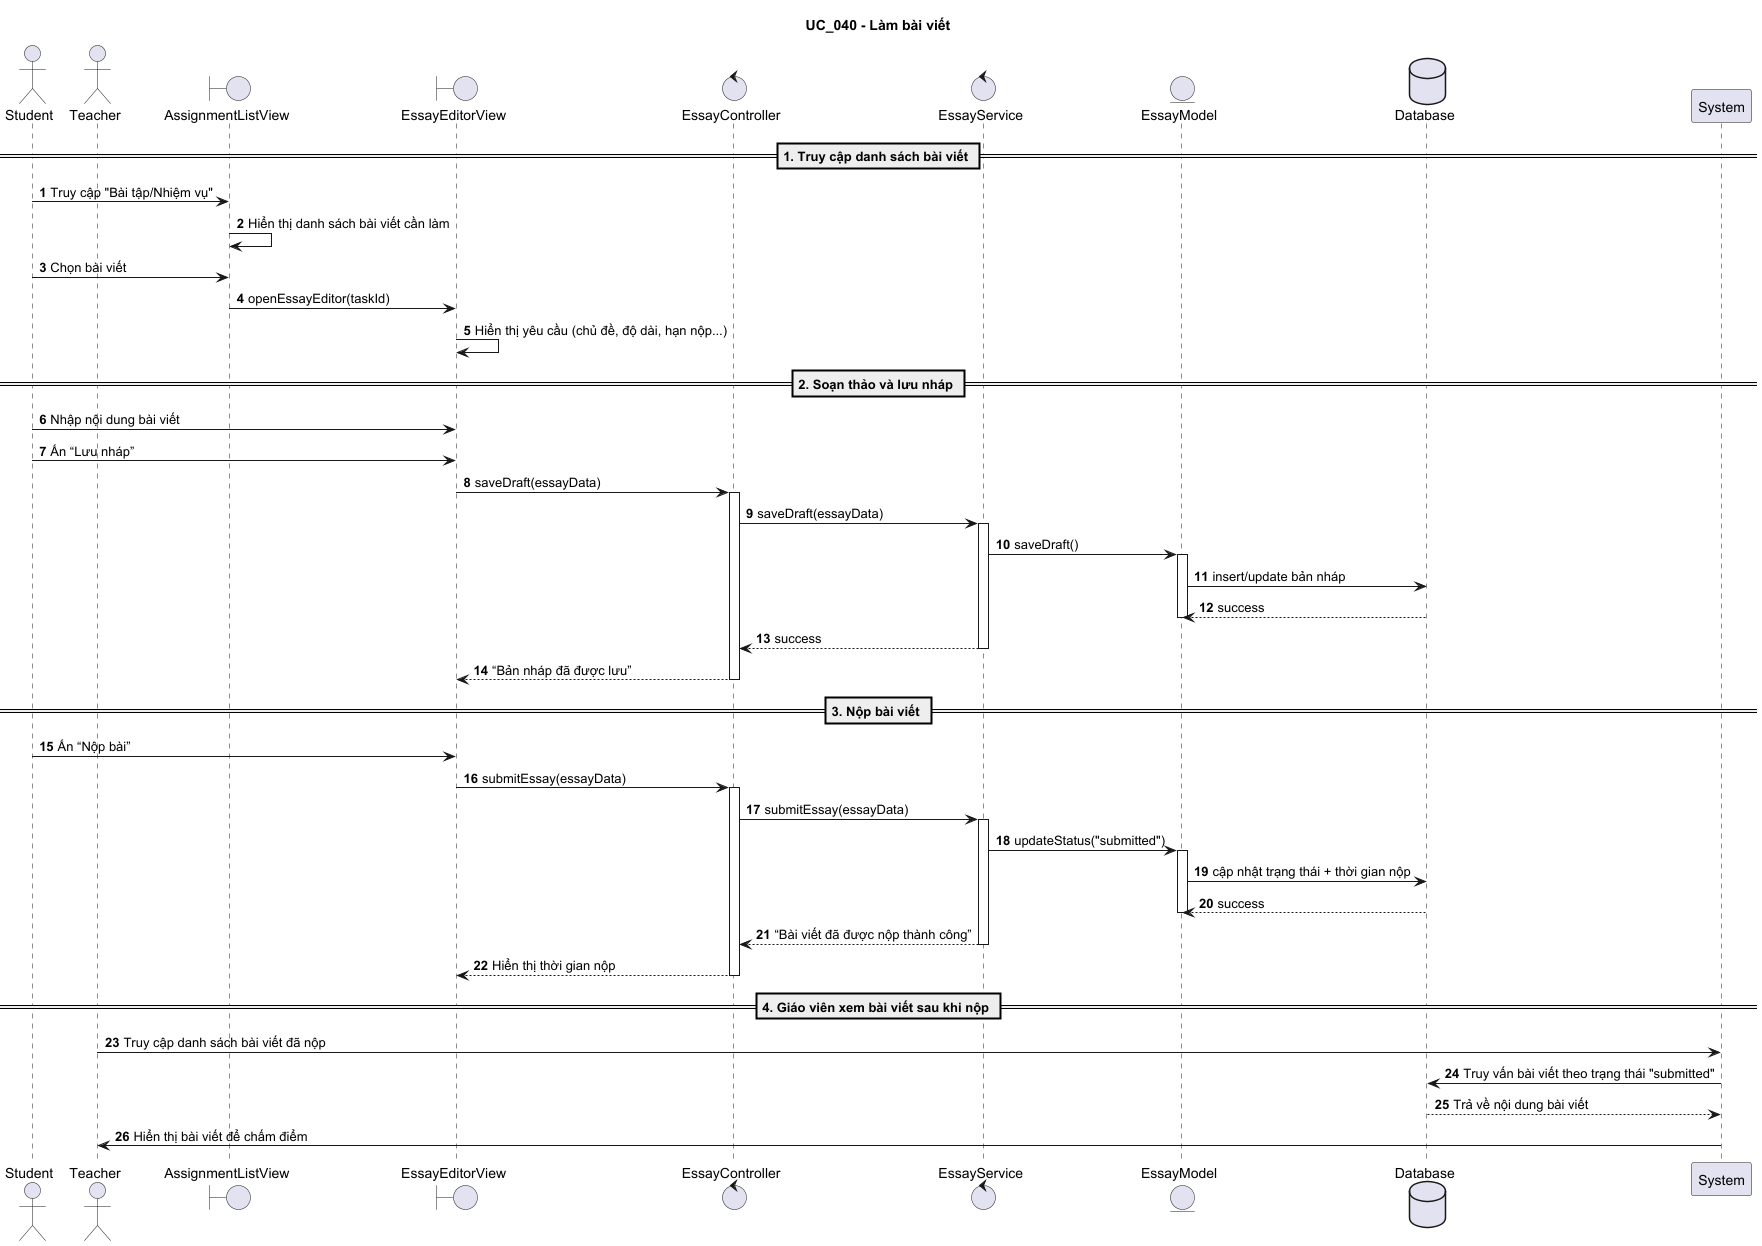 UC_040 - Làm bài viết
Student Teacher AssignmentListView EssayEditorView EssayController EssayService EssayModel Database System
1. Truy cập danh sách bài viết
1 Truy cập "Bài tập/Nhiệm vụ"
2 Hiển thị danh sách bài viết cần làm
3 Chọn bài viết
4 openEssayEditor(taskId)
5 Hiển thị yêu cầu (chủ đề, độ dài, hạn nộp...)
2. Soạn thảo và lưu nháp
6 Nhập nội dung bài viết
7 Ấn “Lưu nháp”
8 saveDraft(essayData)
9 saveDraft(essayData)
10 saveDraft()
11 insert/update bản nháp
12 success
13 success
14 “Bản nháp đã được lưu”
3. Nộp bài viết
15 Ấn “Nộp bài”
16 submitEssay(essayData)
17 submitEssay(essayData)
18 updateStatus("submitted")
19 cập nhật trạng thái + thời gian nộp
20 success
21 “Bài viết đã được nộp thành công”
22 Hiển thị thời gian nộp
4. Giáo viên xem bài viết sau khi nộp
23 Truy cập danh sách bài viết đã nộp
24 Truy vấn bài viết theo trạng thái "submitted"
25 Trả về nội dung bài viết
26 Hiển thị bài viết để chấm điểm
Student Teacher AssignmentListView EssayEditorView EssayController EssayService EssayModel Database System